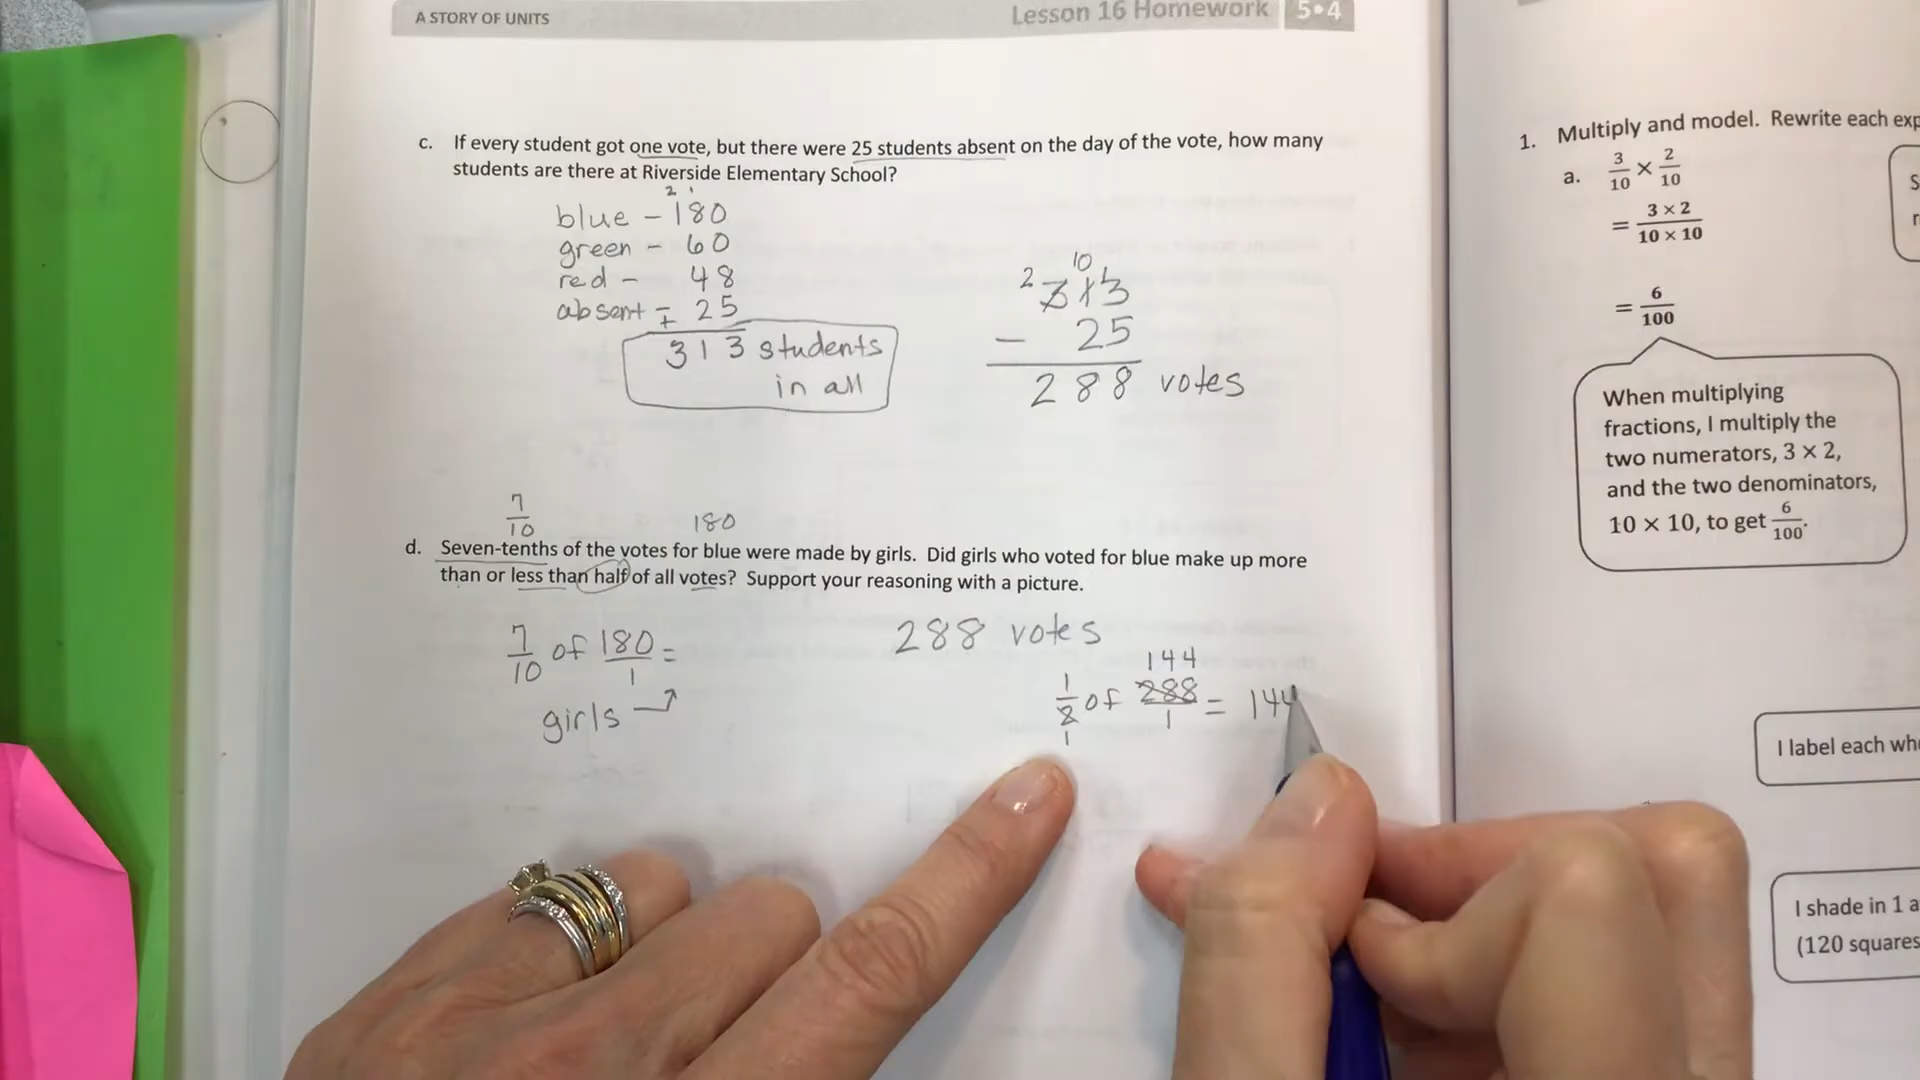 A STORY OF UNITS
Lesson 16 Homework 5•4
c. If every student got one vote, but there were 25 students absent on the day of the vote, how many
students are there at Riverside Elementary School?
2 1
blue - 180
green - 60
red - 48
absent - + 25
313 students
in all
2 10 1
313
- 25
288 votes
7/10
180
d. Seven-tenths of the votes for blue were made by girls. Did girls who voted for blue make up more
than or less than half of all votes? Support your reasoning with a picture.
7/10 of 180/1 =
girls
288 votes
144
1/2 of 288/1 = 144
1
1. Multiply and model. Rewrite each
a. 3/10 × 2/10
= 3 × 2 / 10 × 10
= 6/100
When multiplying
fractions, I multiply the
two numerators, 3 × 2,
and the two denominators,
10 × 10, to get 6/100.
I label each
I shade in 1
(120 squares